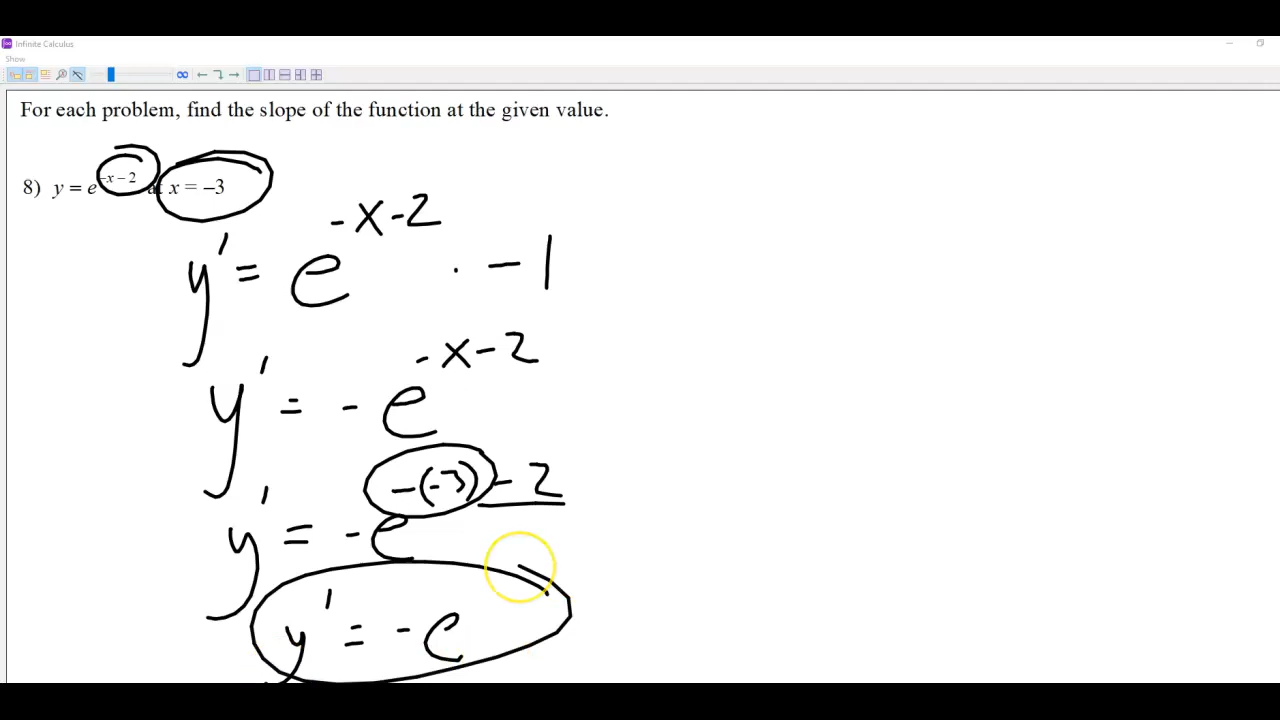 Infinite Calculus
Show
For each problem, find the slope of the function at the given value.
8) y = e^(-x – 2) at x = –3
y' = e^(-x-2) · -1
y' = -e^(-x-2)
y' = -e^(-(-3)-2)
y' = -e